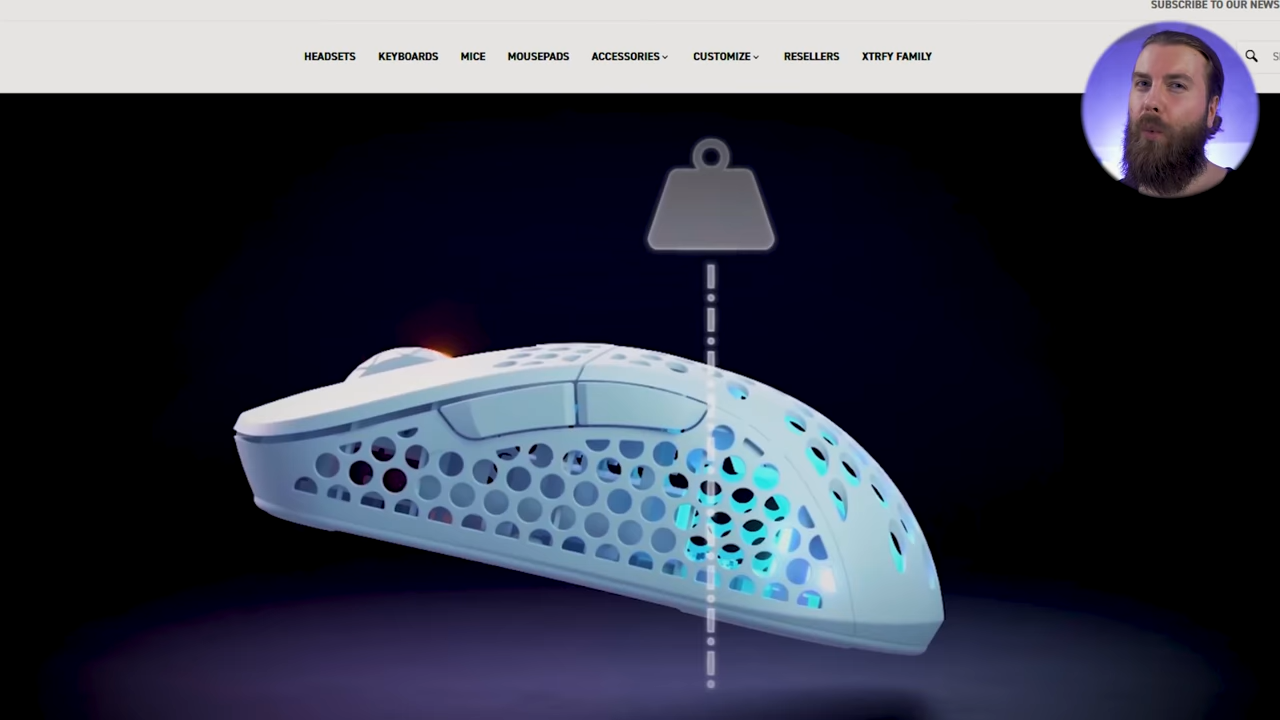 SUBSCRIBE TO OUR NEWS
HEADSETS KEYBOARDS MICE MOUSEPADS ACCESSORIES CUSTOMIZE RESELLERS XTRFY FAMILY